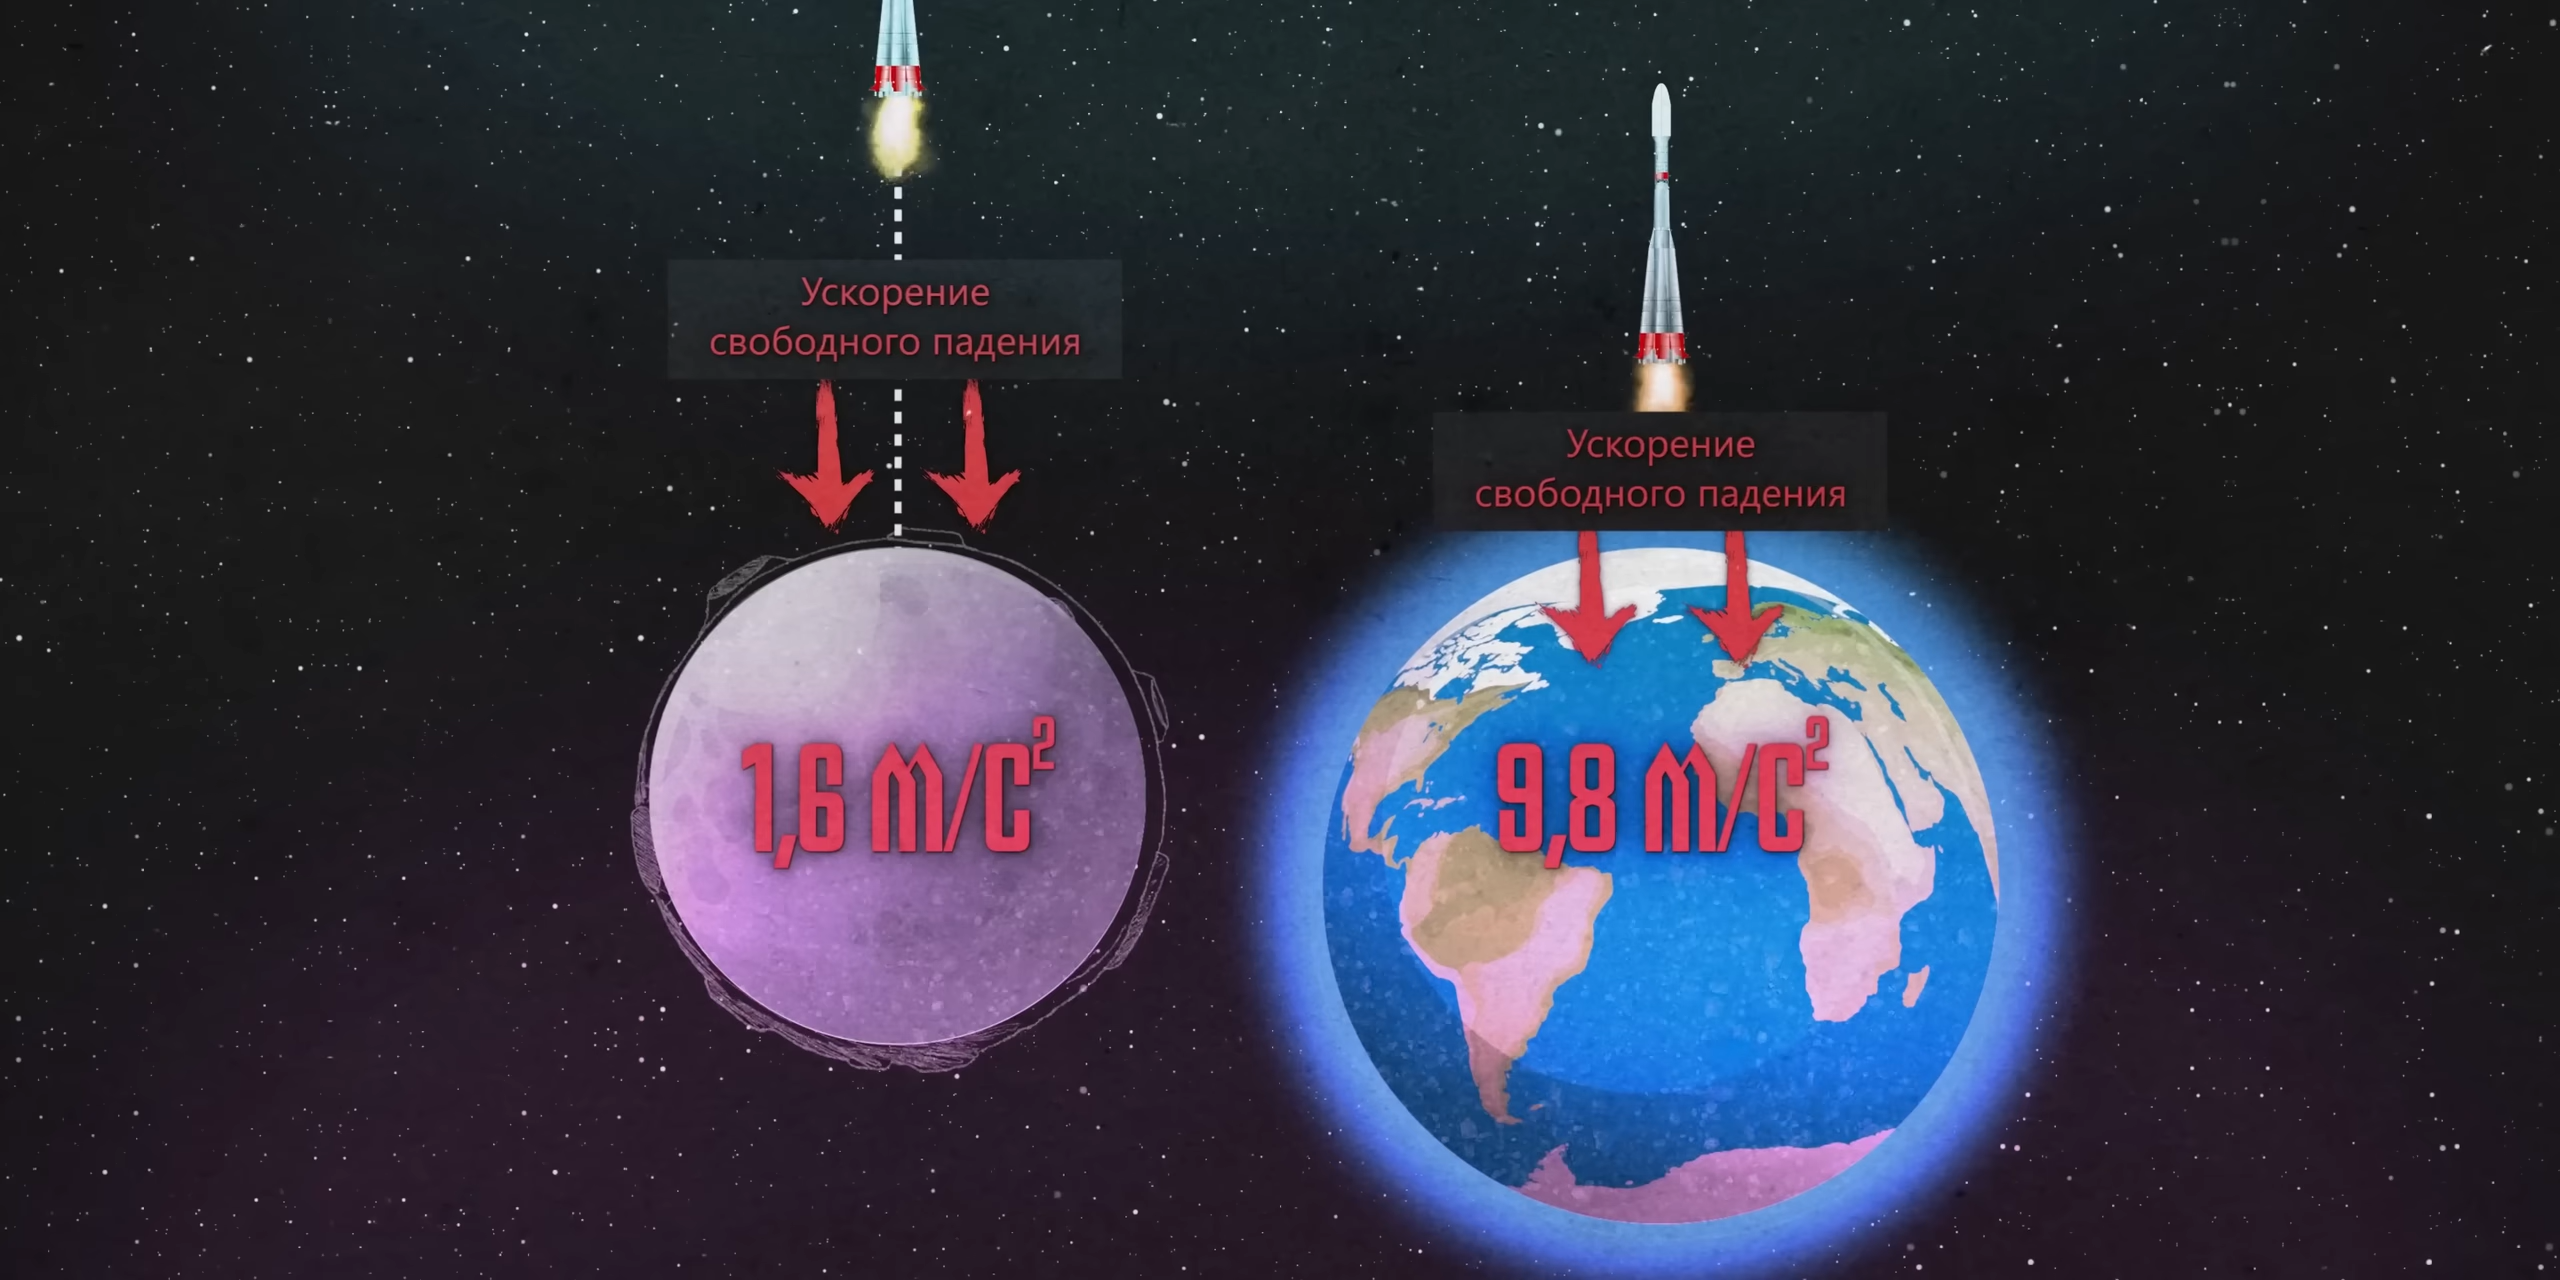 Ускорение
свободного падения
1,6 м/с²
Ускорение
свободного падения
9,8 м/с²